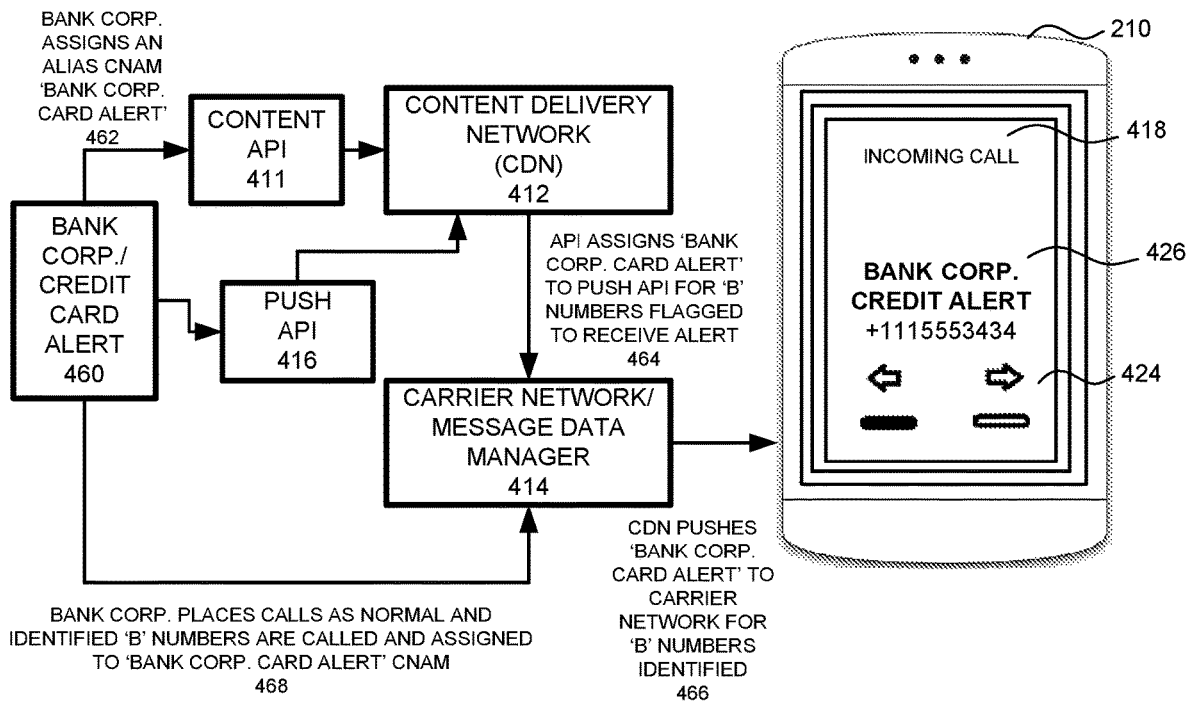 BANK CORP.
ASSIGNS AN
ALIAS CNAM
‘BANK CORP.
CARD ALERT’
462
CONTENT
API
411
CONTENT DELIVERY
NETWORK
(CDN)
412
BANK
CORP./
CREDIT
CARD
ALERT
460
PUSH
API
416
API ASSIGNS ‘BANK
CORP. CARD ALERT’
TO PUSH API FOR ‘B’
NUMBERS FLAGGED
TO RECEIVE ALERT
464
CARRIER NETWORK/
MESSAGE DATA
MANAGER
414
BANK CORP. PLACES CALLS AS NORMAL AND
IDENTIFIED ‘B’ NUMBERS ARE CALLED AND ASSIGNED
TO ‘BANK CORP. CARD ALERT’ CNAM
468
CDN PUSHES
‘BANK CORP.
CARD ALERT’ TO
CARRIER
NETWORK FOR
‘B’ NUMBERS
IDENTIFIED
466
210
418
INCOMING CALL
426
BANK CORP.
CREDIT ALERT
+1115553434
424